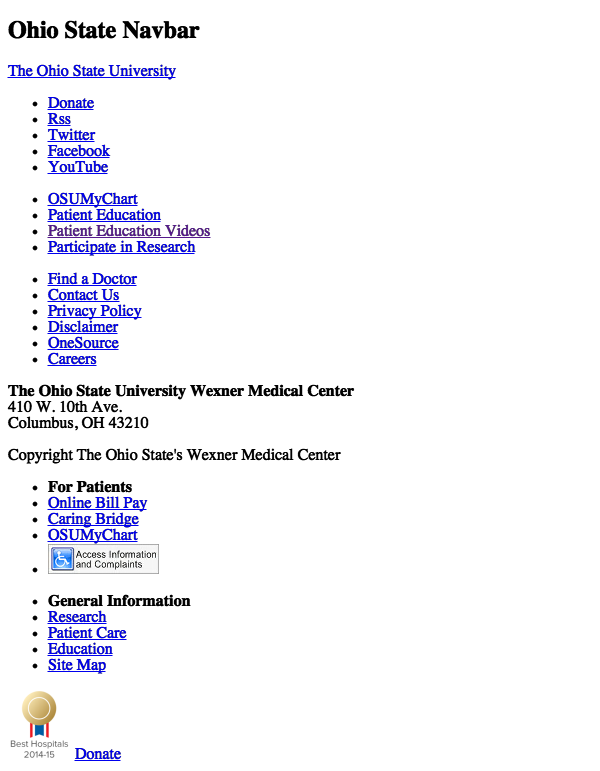 Ohio State Navbar
The Ohio State University
Donate
Rss
Twitter
Facebook
YouTube
OSUMyChart
Patient Education
Patient Education Videos
Participate in Research
Find a Doctor
Contact Us
Privacy Policy
Disclaimer
OneSource
Careers
The Ohio State University Wexner Medical Center
410 W. 10th Ave.
Columbus, OH 43210
Copyright The Ohio State's Wexner Medical Center
For Patients
Online Bill Pay
Caring Bridge
OSUMyChart
Access Information
and Complaints
General Information
Research
Patient Care
Education
Site Map
Best Hospitals
2014-15
Donate